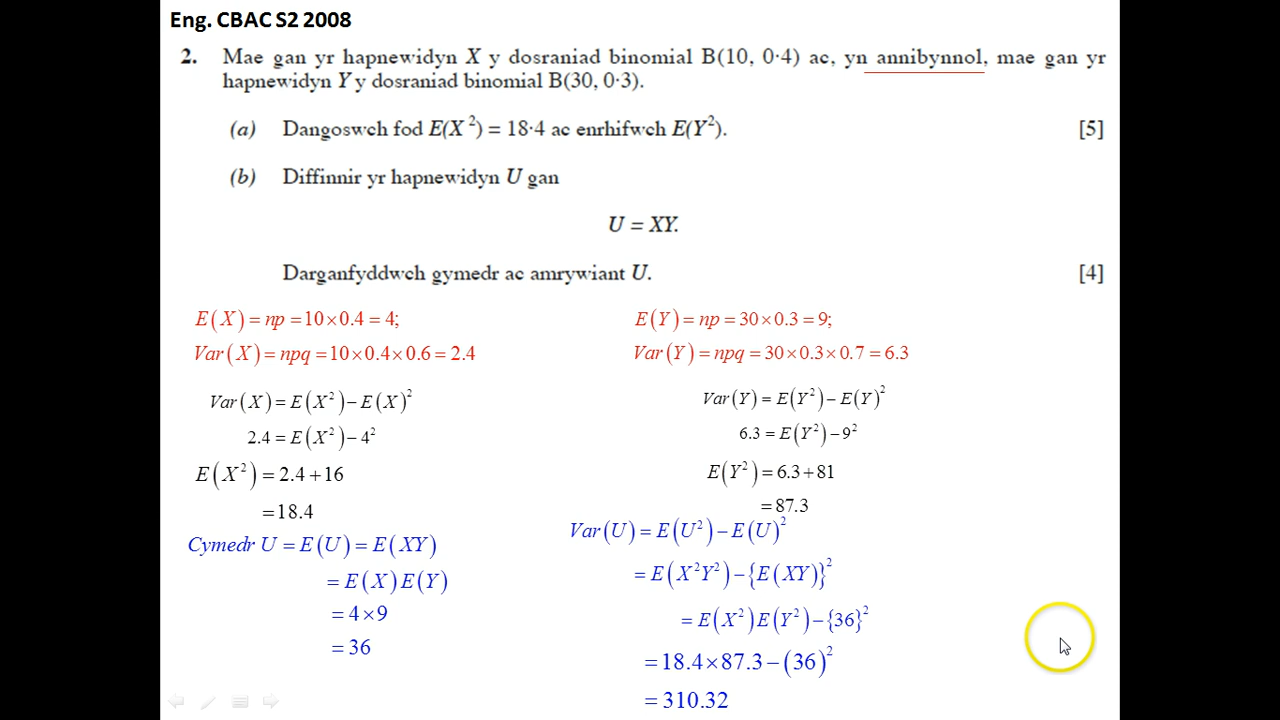 Eng. CBAC S2 2008
2. Mae gan yr hapnewidyn X y dosraniad binomial B(10, 0·4) ac, yn annibynnol, mae gan yr
hapnewidyn Y y dosraniad binomial B(30, 0·3).
(a) Dangoswch fod E(X²) = 18·4 ac enrhifwch E(Y²). [5]
(b) Diffinnir yr hapnewidyn U gan
U = XY.
Darganfyddwch gymedr ac amrywiant U. [4]
E(X) = np = 10×0.4 = 4;
Var(X) = npq = 10×0.4×0.6 = 2.4
Var(X) = E(X²) − E(X)²
2.4 = E(X²) − 4²
E(X²) = 2.4+16
=18.4
E(Y) = np = 30×0.3 = 9;
Var(Y) = npq = 30×0.3×0.7 = 6.3
Var(Y) = E(Y²) − E(Y)²
6.3 = E(Y²) − 9²
E(Y²) = 6.3+81
= 87.3
Cymedr U = E(U) = E(XY)
= E(X)E(Y)
= 4×9
= 36
Var(U) = E(U²) − E(U)²
= E(X²Y²) − {E(XY)}²
= E(X²)E(Y²) − {36}²
= 18.4×87.3 − (36)²
= 310.32